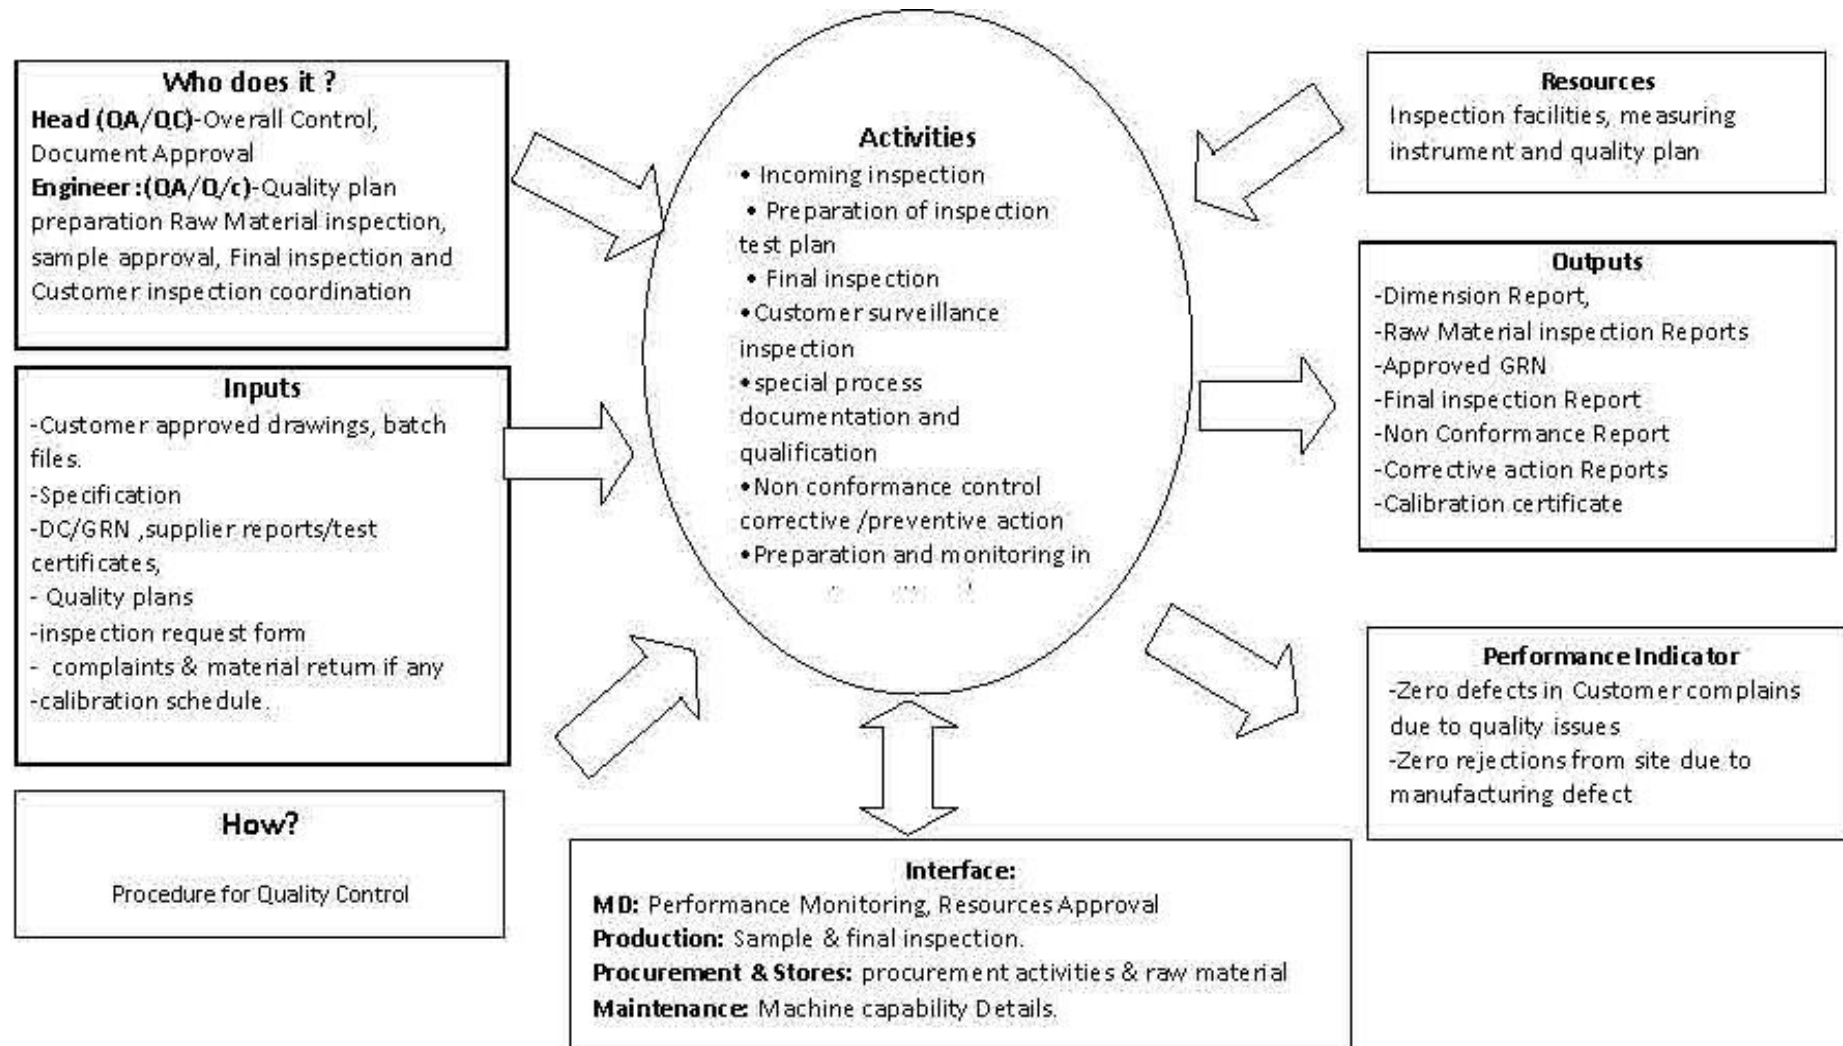 Who does it ?
Head (QA/QC)-Overall Control,
Document Approval
Engineer :(QA/Q/c)-Quality plan
preparation Raw Material inspection,
sample approval, Final inspection and
Customer inspection coordination
Inputs
-Customer approved drawings, batch
files.
-Specification
-DC/GRN ,supplier reports/test
certificates,
- Quality plans
-inspection request form
- complaints & material return if any
-calibration schedule.
How?
Procedure for Quality Control
Activities
• Incoming inspection
• Preparation of inspection
test plan
• Final inspection
•Customer surveillance
inspection
•special process
documentation and
qualification
•Non conformance control
corrective /preventive action
•Preparation and monitoring in
Interface:
MD: Performance Monitoring, Resources Approval
Production: Sample & final inspection.
Procurement & Stores: procurement activities & raw material
Maintenance: Machine capability Details.
Resources
Inspection facilities, measuring
instrument and quality plan
Outputs
-Dimension Report,
-Raw Material inspection Reports
-Approved GRN
-Final inspection Report
-Non Conformance Report
-Corrective action Reports
-Calibration certificate
Performance Indicator
-Zero defects in Customer complains
due to quality issues
-Zero rejections from site due to
manufacturing defect